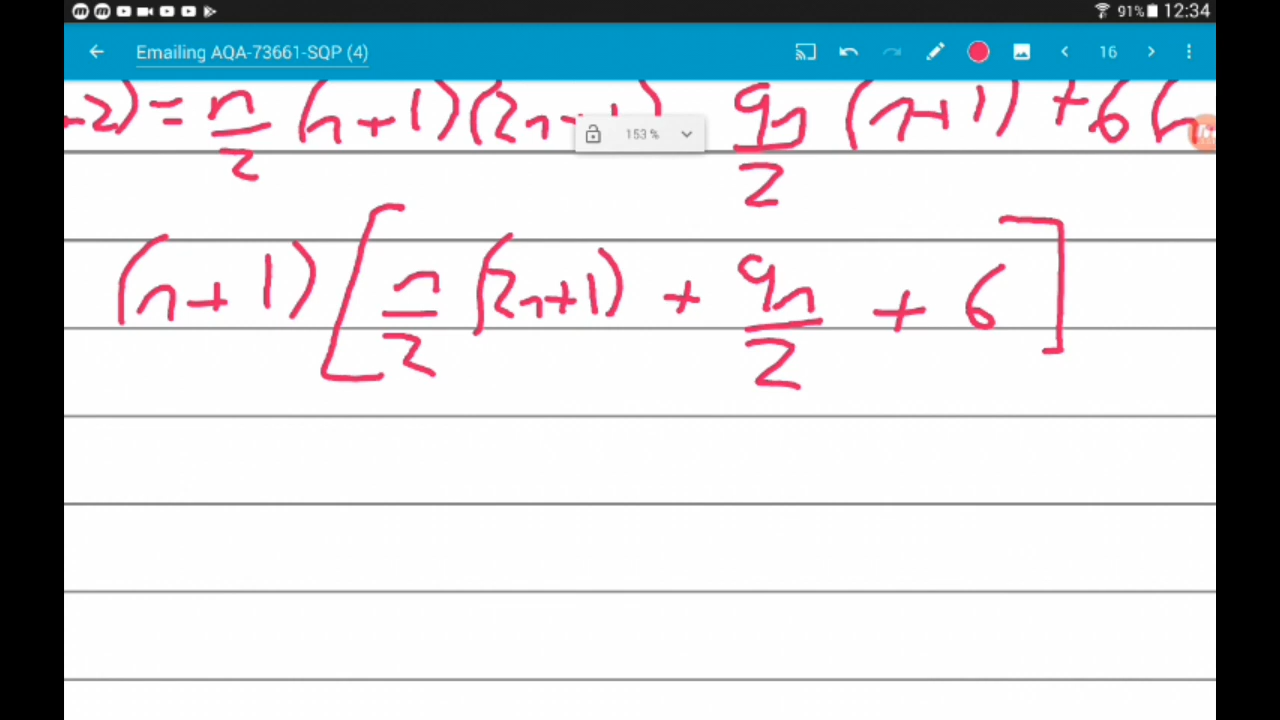 91% 12:34
Emailing AQA-73661-SQP (4) 16
-2) = n/2 (n+1)(2n+1) 9n/2 (n+1) + 6(n
153 %
(n+1) [n/2 (2n+1) + 9n/2 + 6]